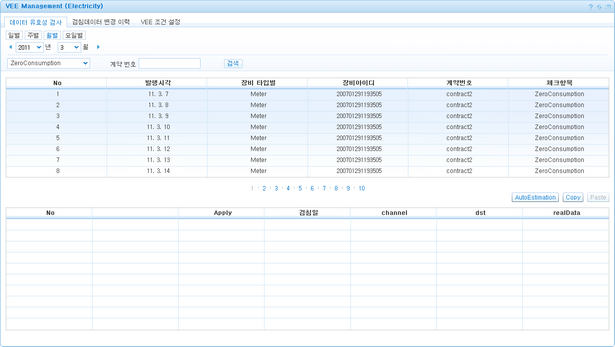 VEE Management (Electricity)
데이터 유효성 검사 검침데이터 변경 이력 VEE 조건 설정
일별 주별 월별 요일별
2011 년 3 월
ZeroConsumption 계약 번호 검색
No 발생시각 장비 타입별 장비아이디 계약번호 체크항목
1 11. 3. 7 Meter 200701291193505 contract2 ZeroConsumption
2 11. 3. 8 Meter 200701291193505 contract2 ZeroConsumption
3 11. 3. 9 Meter 200701291193505 contract2 ZeroConsumption
4 11. 3. 10 Meter 200701291193505 contract2 ZeroConsumption
5 11. 3. 11 Meter 200701291193505 contract2 ZeroConsumption
6 11. 3. 12 Meter 200701291193505 contract2 ZeroConsumption
7 11. 3. 13 Meter 200701291193505 contract2 ZeroConsumption
8 11. 3. 14 Meter 200701291193505 contract2 ZeroConsumption
1 · 2 · 3 · 4 · 5 · 6 · 7 · 8 · 9 · 10
AutoEstimation Copy Paste
No Apply 검침일 channel dst realData